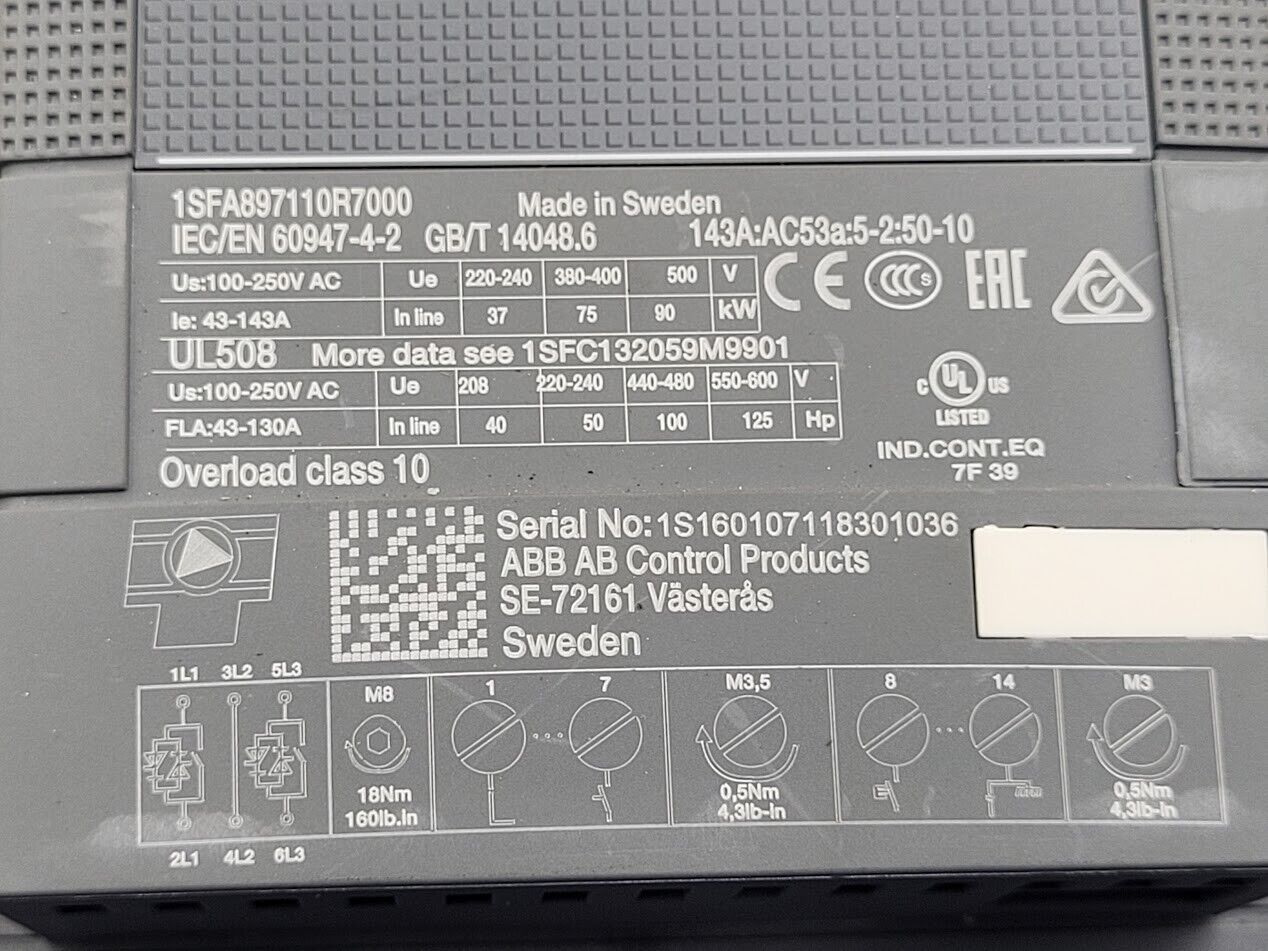 1SFA897110R7000 Made in Sweden
IEC/EN 60947-4-2 GB/T 14048.6 143A:AC53a:5-2:50-10
Us:100-250V AC Ue 220-240 380-400 500 V
Ie: 43-143A In line 37 75 90 kW
CE CCC S EAC
UL508 More data see 1SFC132059M9901
Us:100-250V AC Ue 208 220-240 440-480 550-600 V
FLA:43-130A In line 40 50 100 125 Hp
c UL us
LISTED
IND.CONT.EQ
7F 39
Overload class 10
Serial No:1S160107118301036
ABB AB Control Products
SE-72161 Västerås
Sweden
1L1 3L2 5L3
M8 1 7 M3,5 8 14 M3
18Nm 0,5Nm 0,5Nm
160lb.in 4,3lb-in 4,3lb-in
2L1 4L2 6L3